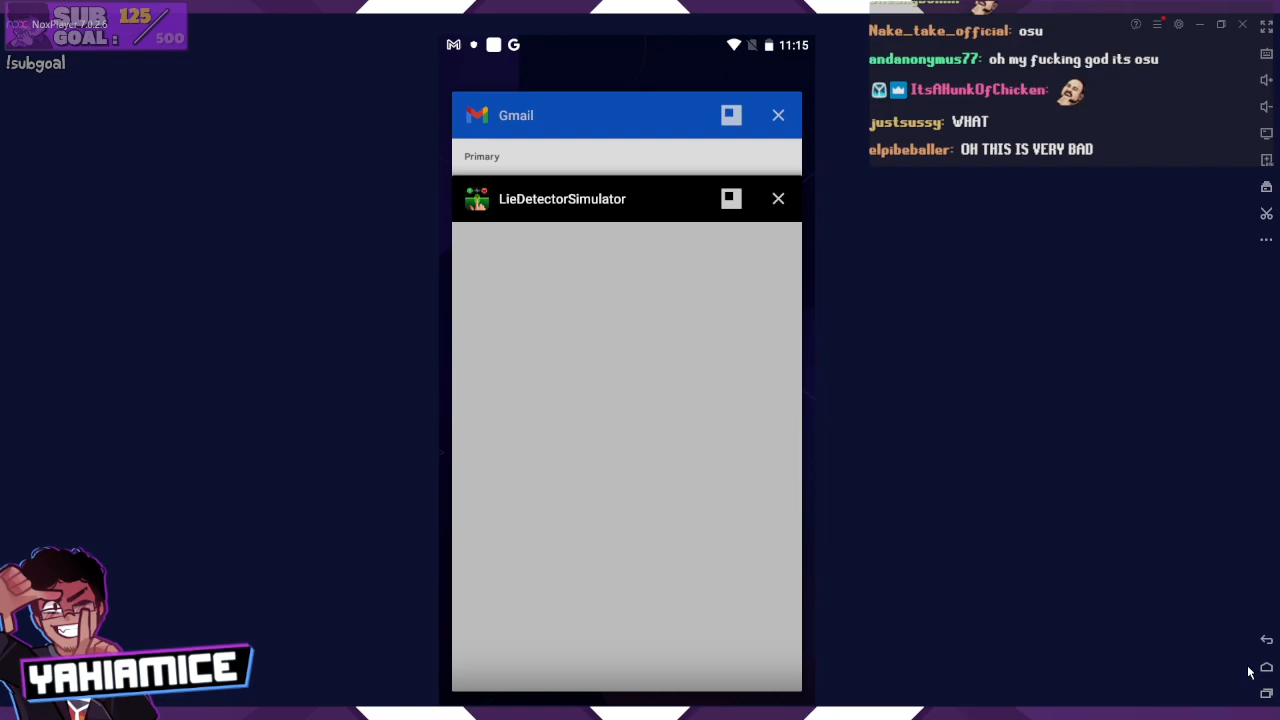 NoxPlayer 7.0.2.6
SUB 125
GOAL : 500
!subgoal
11:15
Gmail
Primary
LieDetectorSimulator
Nake_take_official: osu
andanonymus77: oh my fucking god its osu
ItsAHunkOfChicken:
justsussy: WHAT
elpibeballer: OH THIS IS VERY BAD
YAHIAMICE